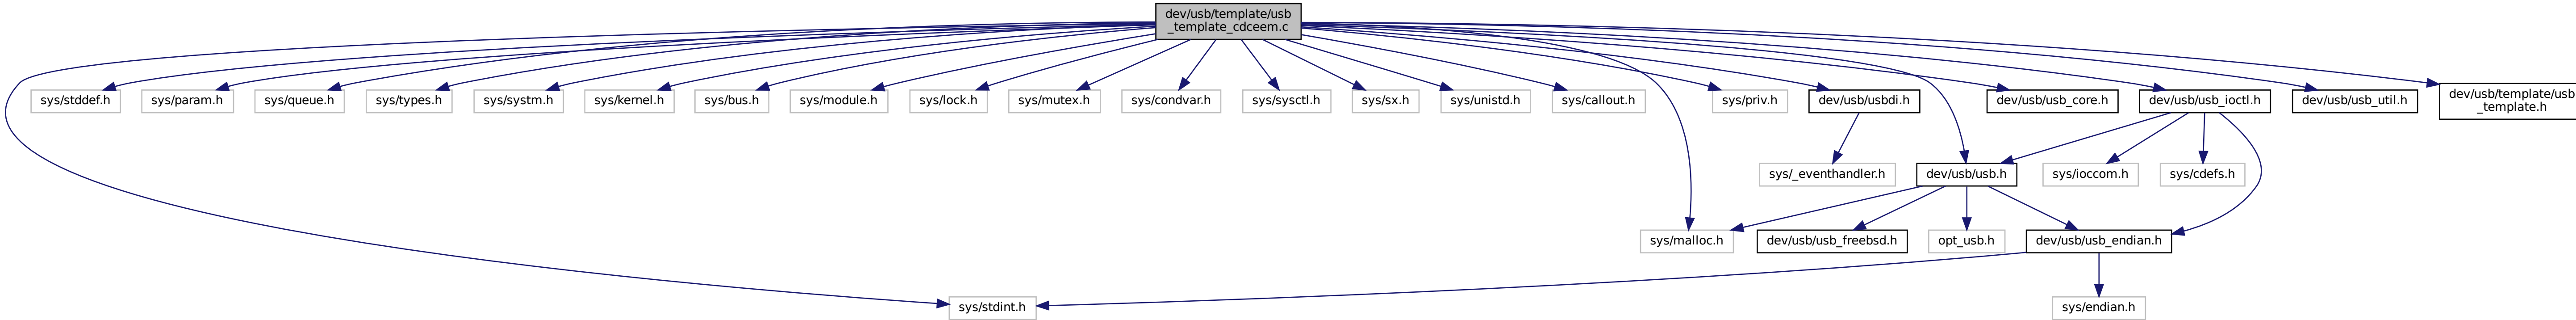 dev/usb/template/usb
_template_cdceem.c
sys/stddef.h
sys/param.h
sys/queue.h
sys/types.h
sys/systm.h
sys/kernel.h
sys/bus.h
sys/module.h
sys/lock.h
sys/mutex.h
sys/condvar.h
sys/sysctl.h
sys/sx.h
sys/unistd.h
sys/callout.h
sys/priv.h
dev/usb/usbdi.h
dev/usb/usb_core.h
dev/usb/usb_ioctl.h
dev/usb/usb_util.h
dev/usb/template/usb
_template.h
sys/_eventhandler.h
dev/usb/usb.h
sys/ioccom.h
sys/cdefs.h
sys/malloc.h
dev/usb/usb_freebsd.h
opt_usb.h
dev/usb/usb_endian.h
sys/stdint.h
sys/endian.h